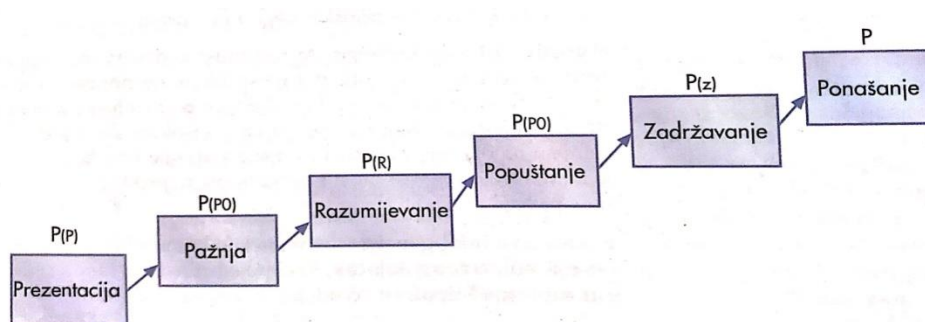 P(P)
Prezentacija
P(PO)
Pažnja
P(R)
Razumijevanje
P(PO)
Popuštanje
P(z)
Zadržavanje
P
Ponašanje